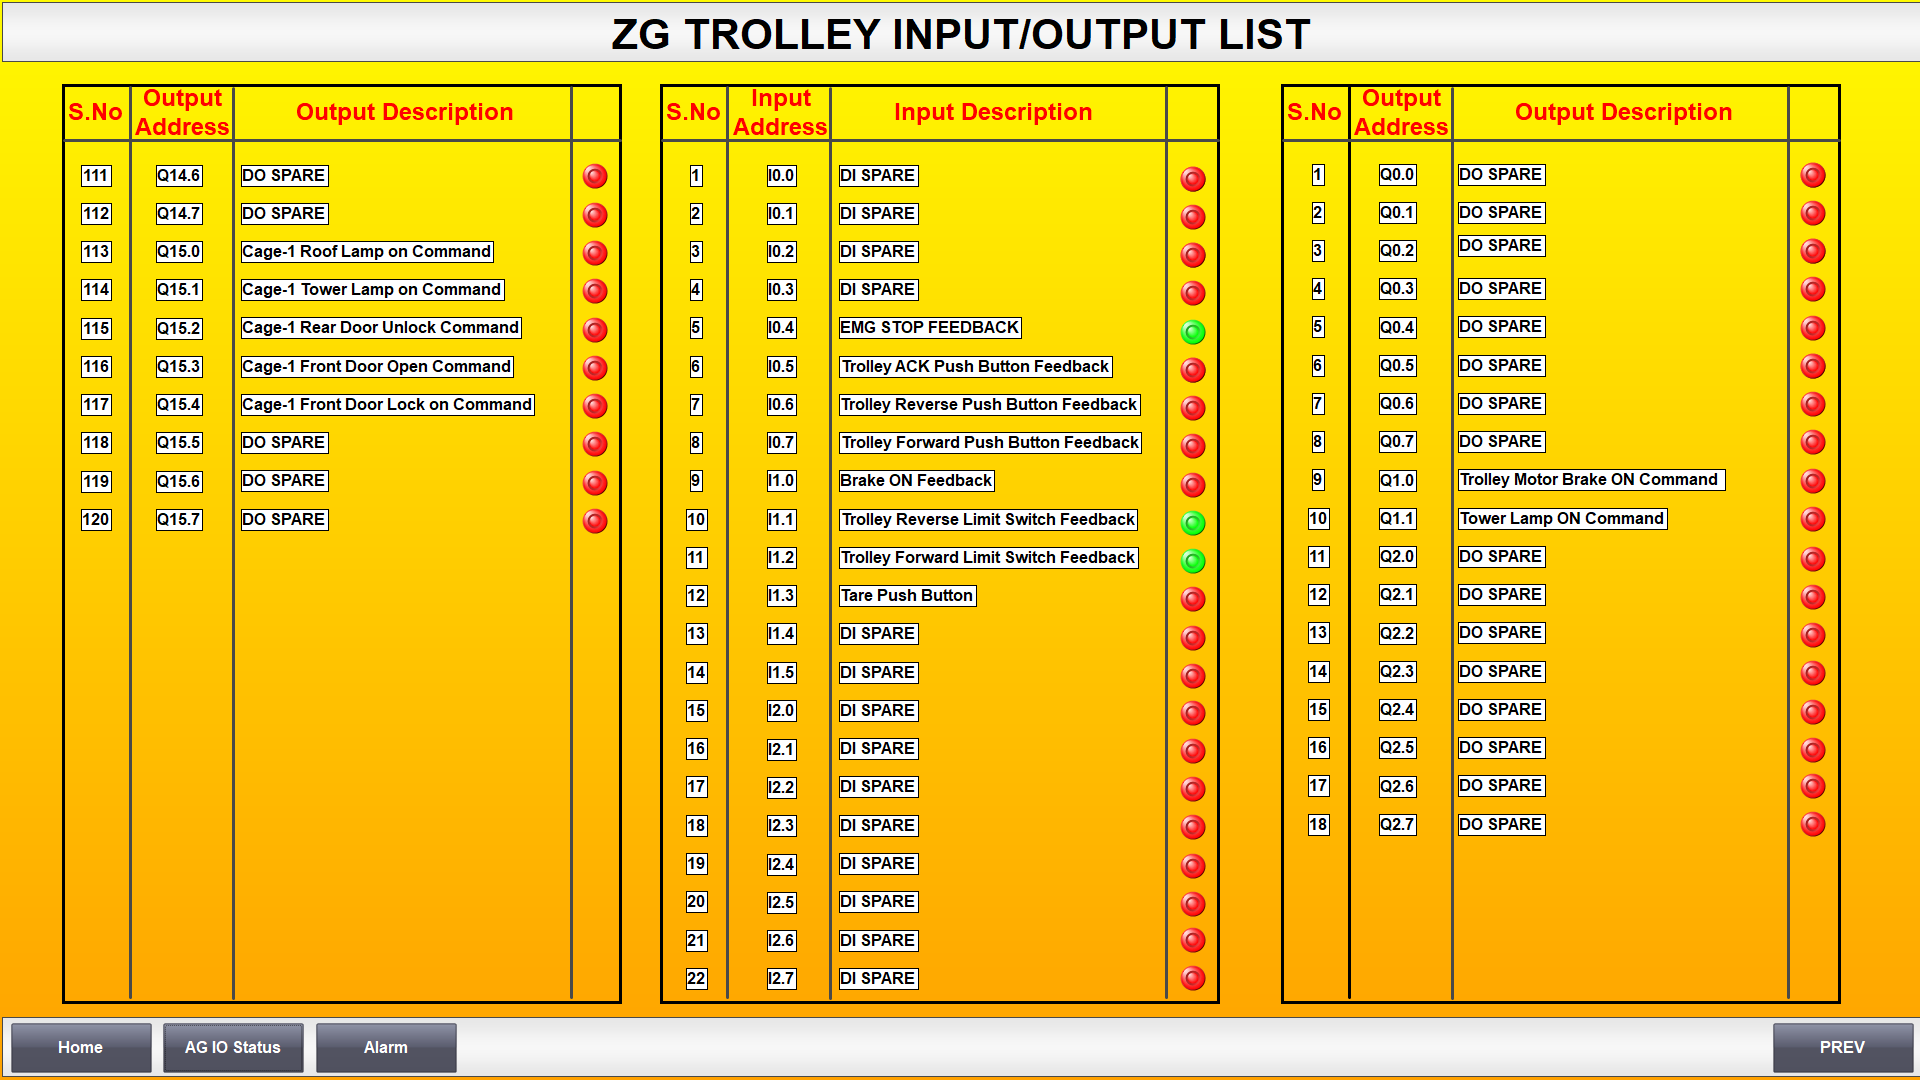 ZG TROLLEY INPUT/OUTPUT LIST
S.No Output Address Output Description
111 Q14.6 DO SPARE
112 Q14.7 DO SPARE
113 Q15.0 Cage-1 Roof Lamp on Command
114 Q15.1 Cage-1 Tower Lamp on Command
115 Q15.2 Cage-1 Rear Door Unlock Command
116 Q15.3 Cage-1 Front Door Open Command
117 Q15.4 Cage-1 Front Door Lock on Command
118 Q15.5 DO SPARE
119 Q15.6 DO SPARE
120 Q15.7 DO SPARE
S.No Input Address Input Description
1 I0.0 DI SPARE
2 I0.1 DI SPARE
3 I0.2 DI SPARE
4 I0.3 DI SPARE
5 I0.4 EMG STOP FEEDBACK
6 I0.5 Trolley ACK Push Button Feedback
7 I0.6 Trolley Reverse Push Button Feedback
8 I0.7 Trolley Forward Push Button Feedback
9 I1.0 Brake ON Feedback
10 I1.1 Trolley Reverse Limit Switch Feedback
11 I1.2 Trolley Forward Limit Switch Feedback
12 I1.3 Tare Push Button
13 I1.4 DI SPARE
14 I1.5 DI SPARE
15 I2.0 DI SPARE
16 I2.1 DI SPARE
17 I2.2 DI SPARE
18 I2.3 DI SPARE
19 I2.4 DI SPARE
20 I2.5 DI SPARE
21 I2.6 DI SPARE
22 I2.7 DI SPARE
S.No Output Address Output Description
1 Q0.0 DO SPARE
2 Q0.1 DO SPARE
3 Q0.2 DO SPARE
4 Q0.3 DO SPARE
5 Q0.4 DO SPARE
6 Q0.5 DO SPARE
7 Q0.6 DO SPARE
8 Q0.7 DO SPARE
9 Q1.0 Trolley Motor Brake ON Command
10 Q1.1 Tower Lamp ON Command
11 Q2.0 DO SPARE
12 Q2.1 DO SPARE
13 Q2.2 DO SPARE
14 Q2.3 DO SPARE
15 Q2.4 DO SPARE
16 Q2.5 DO SPARE
17 Q2.6 DO SPARE
18 Q2.7 DO SPARE
Home AG IO Status Alarm PREV